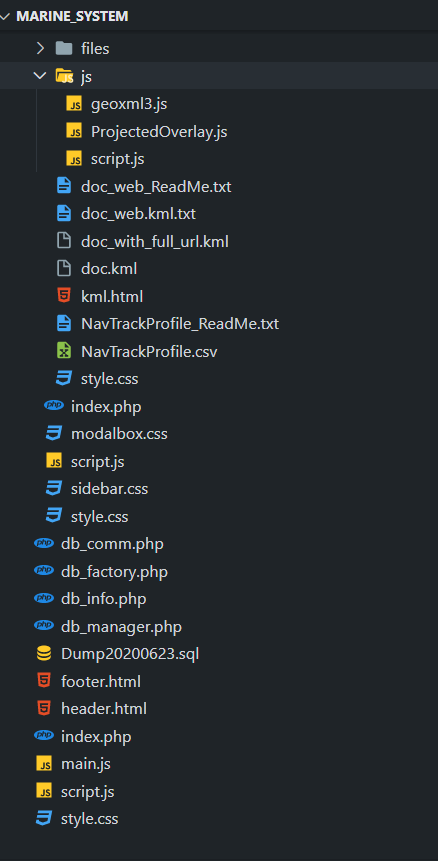 MARINE_SYSTEM
files
js
geoxml3.js
ProjectedOverlay.js
script.js
doc_web_ReadMe.txt
doc_web.kml.txt
doc_with_full_url.kml
doc.kml
kml.html
NavTrackProfile_ReadMe.txt
NavTrackProfile.csv
style.css
index.php
modalbox.css
script.js
sidebar.css
style.css
db_comm.php
db_factory.php
db_info.php
db_manager.php
Dump20200623.sql
footer.html
header.html
index.php
main.js
script.js
style.css